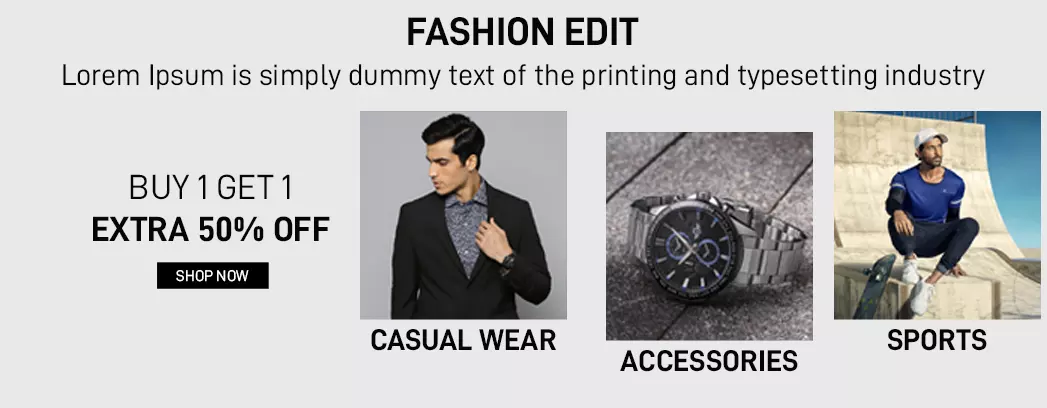 FASHION EDIT
Lorem Ipsum is simply dummy text of the printing and typesetting industry
BUY 1 GET 1
EXTRA 50% OFF
SHOP NOW
CASUAL WEAR
ACCESSORIES
SPORTS